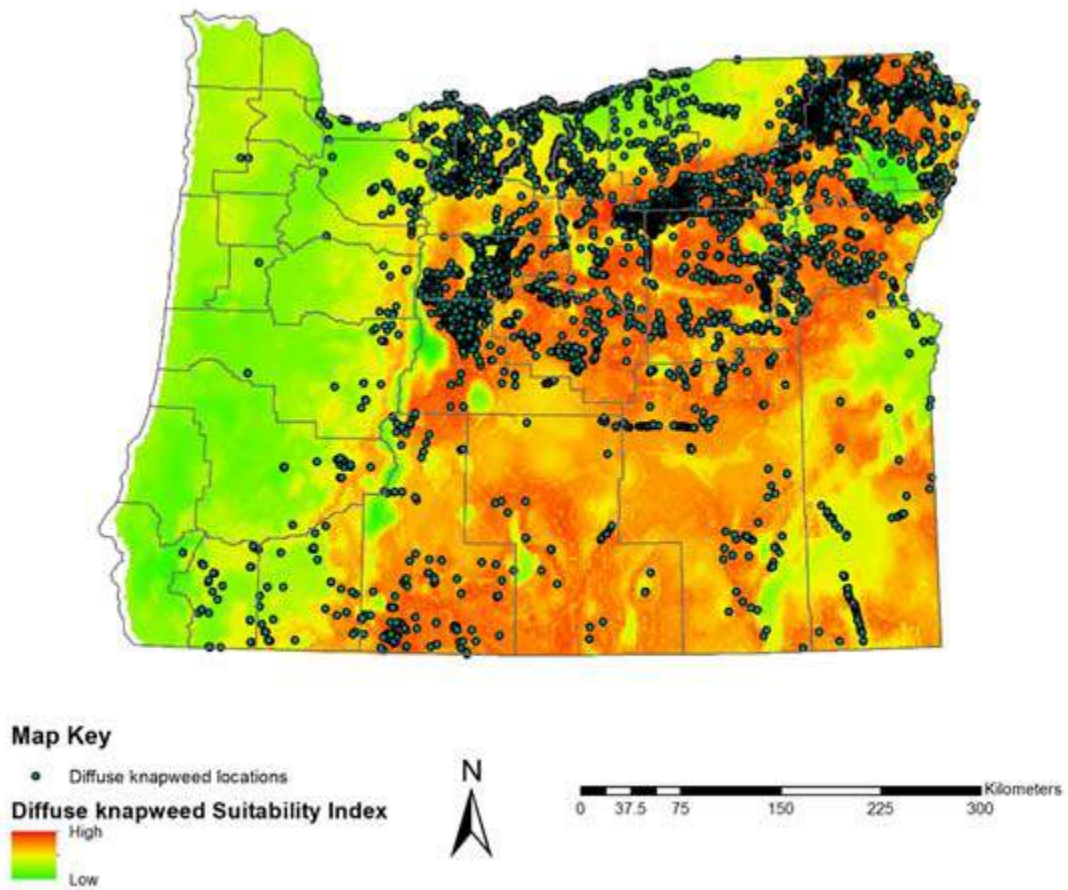 Map Key
Diffuse knapweed locations
Diffuse knapweed Suitability Index
High
Low
N
Kilometers
0 37.5 75 150 225 300